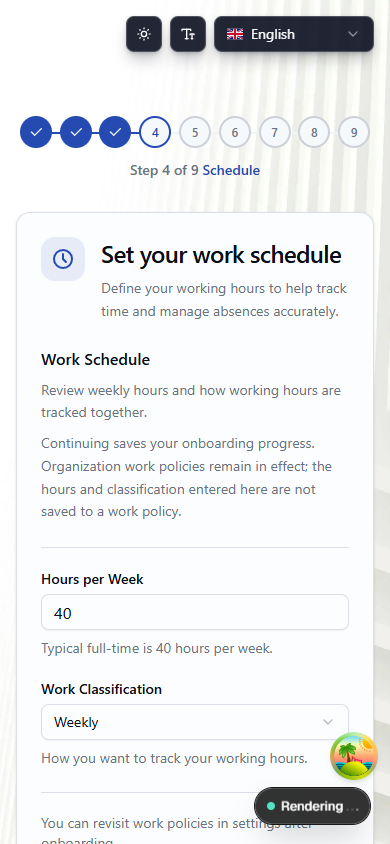 English
4 5 6 7 8 9
Step 4 of 9 Schedule
Set your work schedule
Define your working hours to help track
time and manage absences accurately.
Work Schedule
Review weekly hours and how working hours are
tracked together.
Continuing saves your onboarding progress.
Organization work policies remain in effect; the
hours and classification entered here are not
saved to a work policy.
Hours per Week
40
Typical full-time is 40 hours per week.
Work Classification
Weekly
How you want to track your working hours.
Rendering ...
You can revisit work policies in settings after
onboarding.